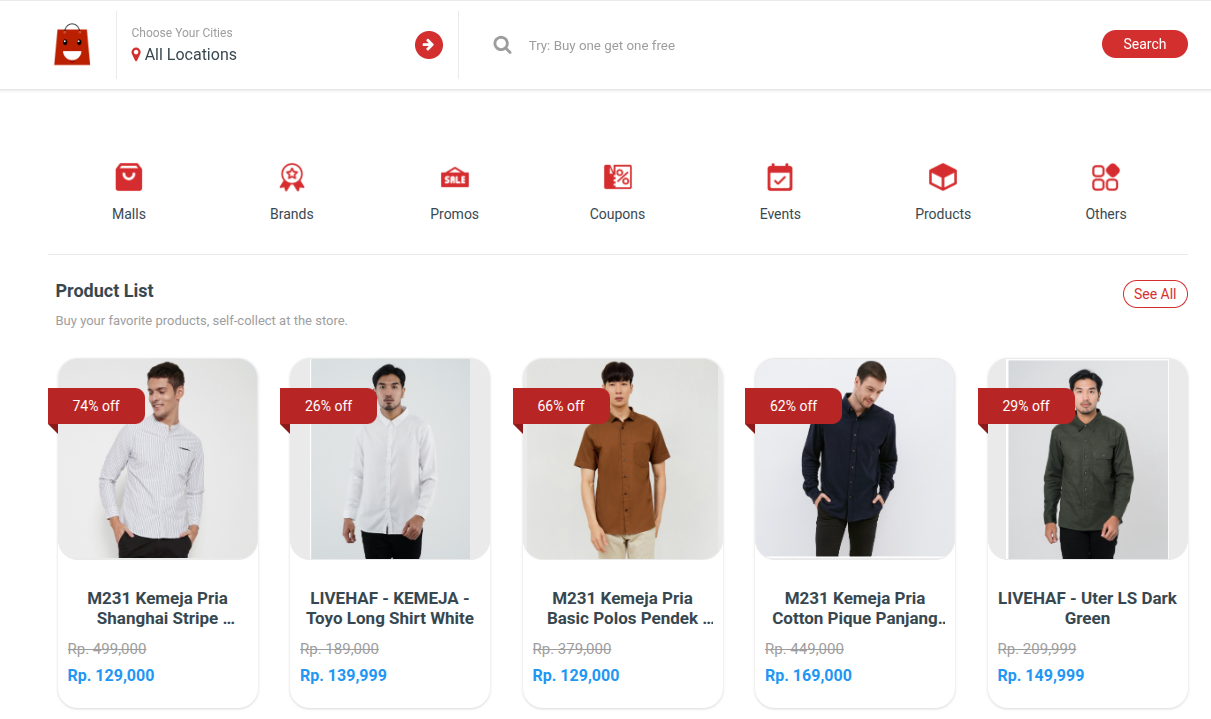 Choose Your Cities
All Locations
Try: Buy one get one free
Search
SALE
Malls
Brands
Promos
Coupons
Events
Products
Others
Product List
See All
Buy your favorite products, self-collect at the store.
74% off
26% off
66% off
62% off
29% off
M231 Kemeja Pria
Shanghai Stripe ...
Rp. 499,000
Rp. 129,000
LIVEHAF - KEMEJA -
Toyo Long Shirt White
Rp. 189,000
Rp. 139,999
M231 Kemeja Pria
Basic Polos Pendek ...
Rp. 379,000
Rp. 129,000
M231 Kemeja Pria
Cotton Pique Panjang..
Rp. 449,000
Rp. 169,000
LIVEHAF - Uter LS Dark
Green
Rp. 209,999
Rp. 149,999